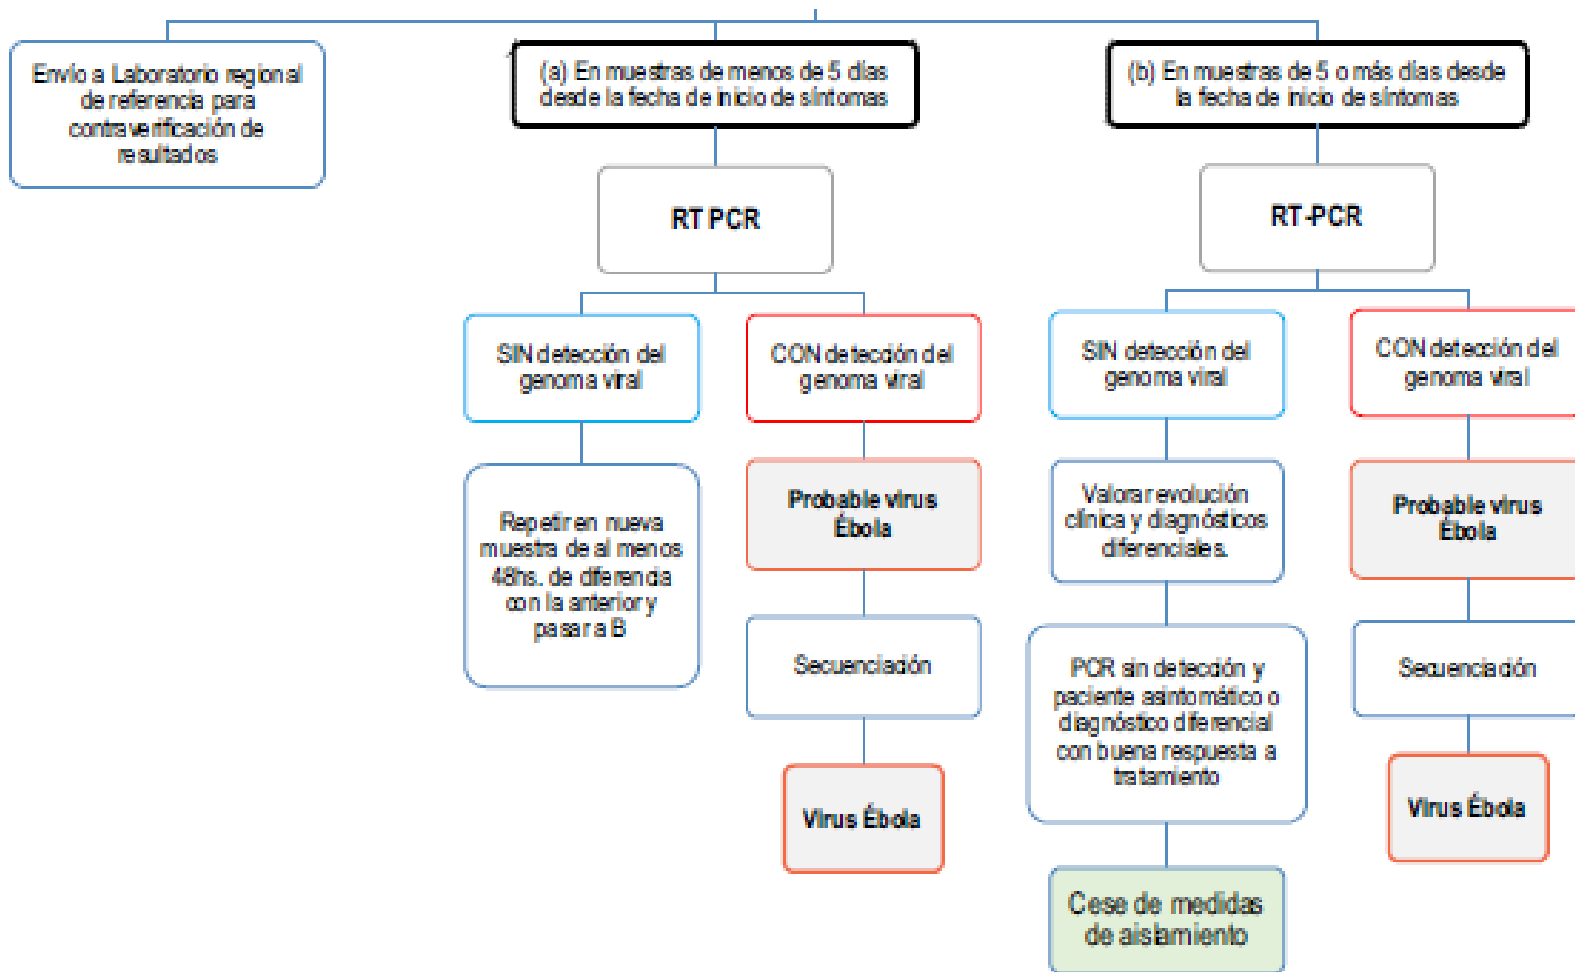 Envío a Laboratorio regional
de referencia para
contraverificación de
resultados
(a) En muestras de menos de 5 días
desde la fecha de inicio de síntomas
RT PCR
SIN detección del
genoma viral
Repetir en nueva
muestra de al menos
48hs. de diferencia
con la anterior y
pasar a B
CON detección del
genoma viral
Probable virus
Ébola
Secuenciación
Virus Ébola
(b) En muestras de 5 o más días desde
la fecha de inicio de síntomas
RT-PCR
SIN detección del
genoma viral
Valorar evolución
clínica y diagnósticos
diferenciales.
PCR sin detección y
paciente asintomático o
diagnóstico diferencial
con buena respuesta a
tratamiento
Cese de medidas
de aislamiento
CON detección del
genoma viral
Probable virus
Ébola
Secuenciación
Virus Ébola